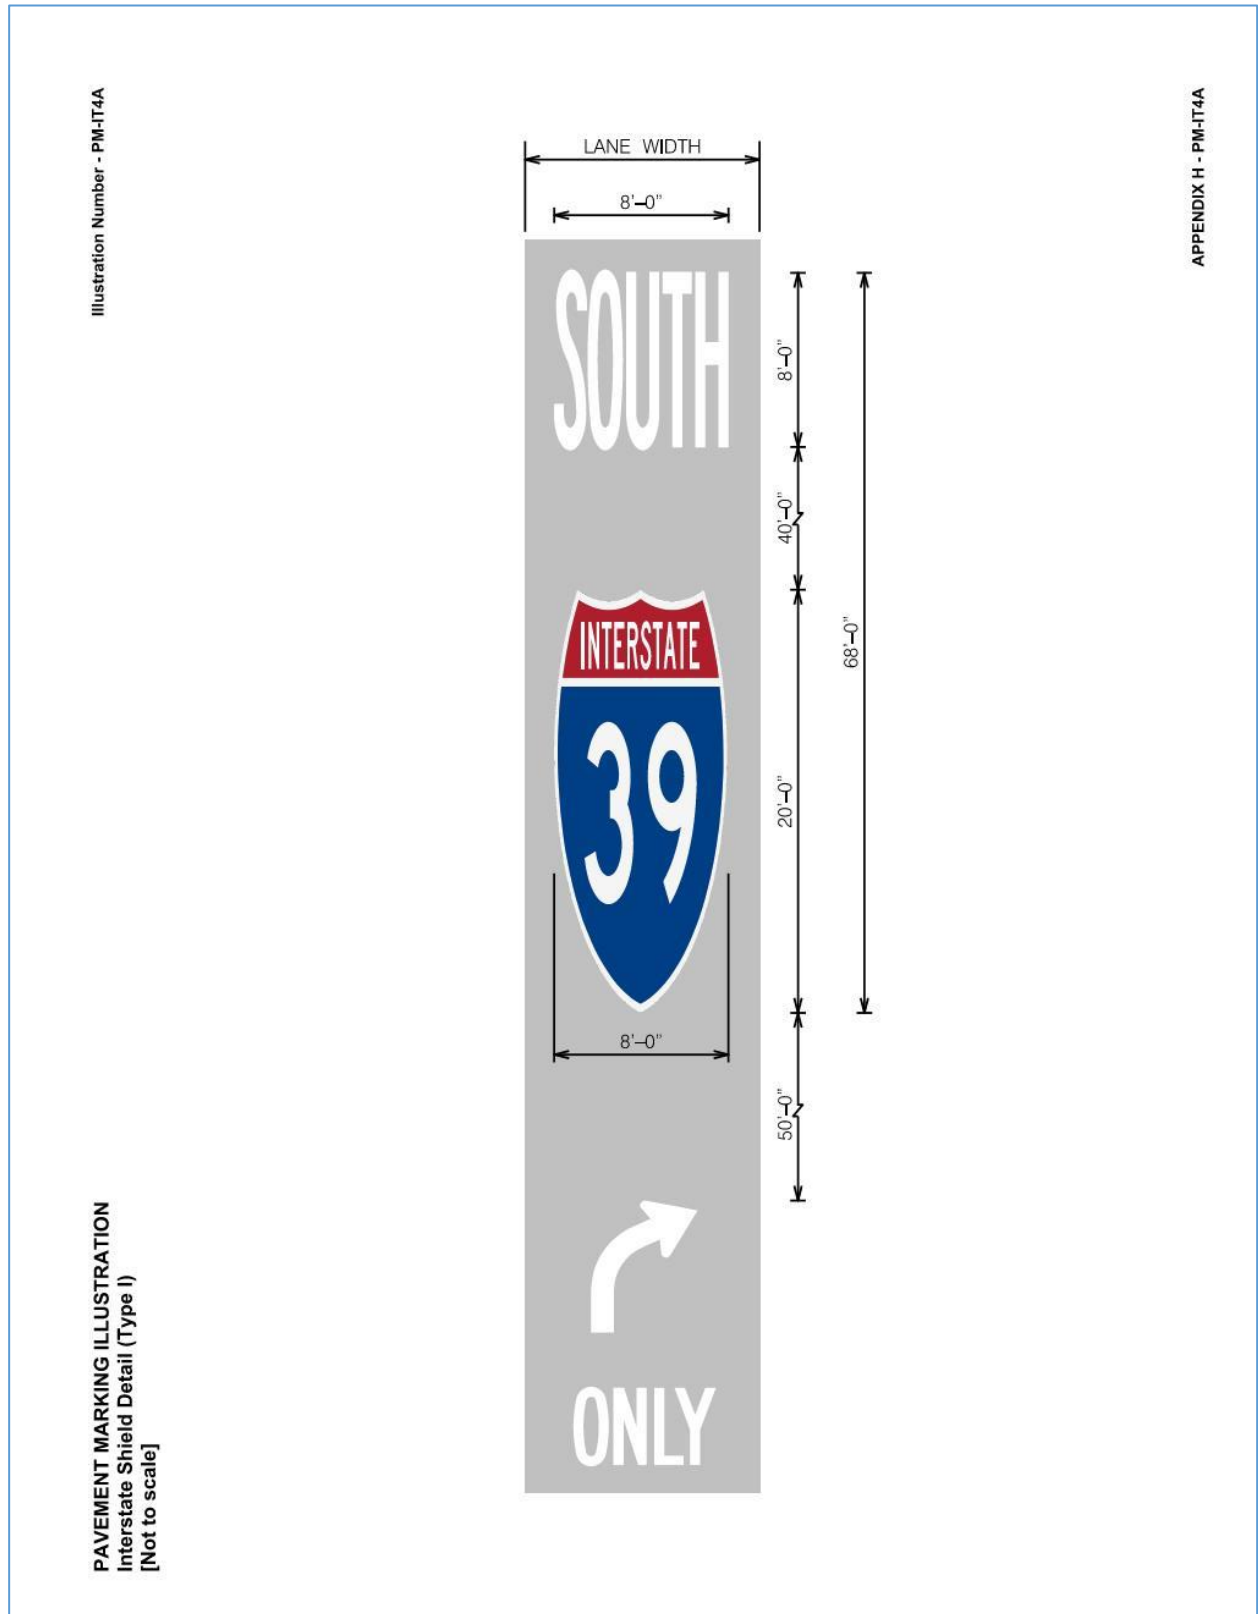 Illustration Number - PM-IT4A
APPENDIX H - PM-IT4A
PAVEMENT MARKING ILLUSTRATION
Interstate Shield Detail (Type I)
[Not to scale]
LANE WIDTH
8'-0"
SOUTH
8'-0"
40'-0"
INTERSTATE
39
20'-0"
68'-0"
8'-0"
50'-0"
ONLY